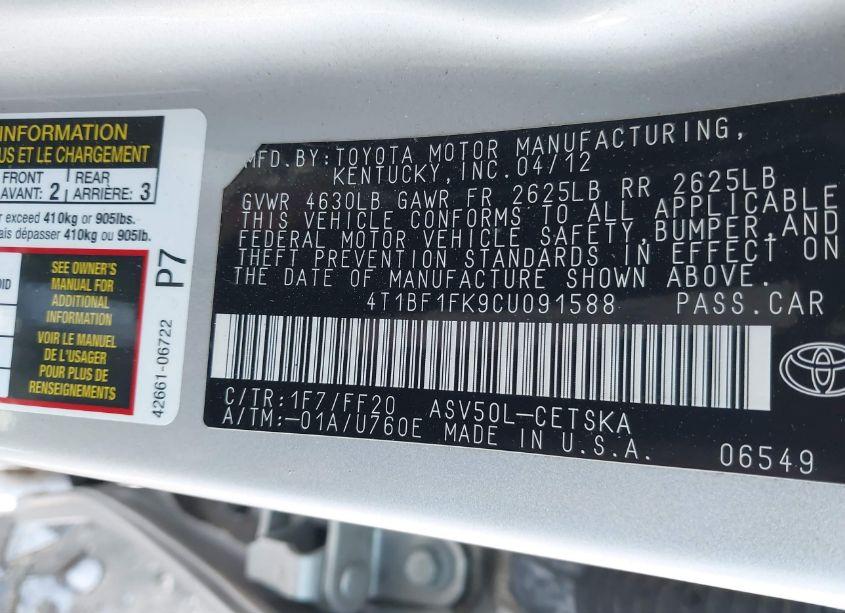 INFORMATION
US ET LE CHARGEMENT
FRONT
AVANT: 2
REAR
ARRIÈRE: 3
r exceed 410kg or 905lbs.
ais dépasser 410kg ou 905lb.
OID
SEE OWNER'S
MANUAL FOR
ADDITIONAL
INFORMATION
VOIR LE MANUEL
DE L'USAGER
POUR PLUS DE
RENSEIGNEMENTS
P7
42661-06722
MFD.BY:TOYOTA MOTOR MANUFACTURING,
KENTUCKY,INC.04/12
GVWR 4630LB GAWR FR 2625LB RR 2625LB
THIS VEHICLE CONFORMS TO ALL APPLICABLE
FEDERAL MOTOR VEHICLE SAFETY,BUMPER,AND
THEFT PREVENTION STANDARDS IN EFFECT ON
THE DATE OF MANUFACTURE SHOWN ABOVE.
4T1BF1FK9CU091588 PASS.CAR
C/TR:1F7/FF20 ASV50L-CETSKA
A/TM:-01A/U760E MADE IN U.S.A.
06549